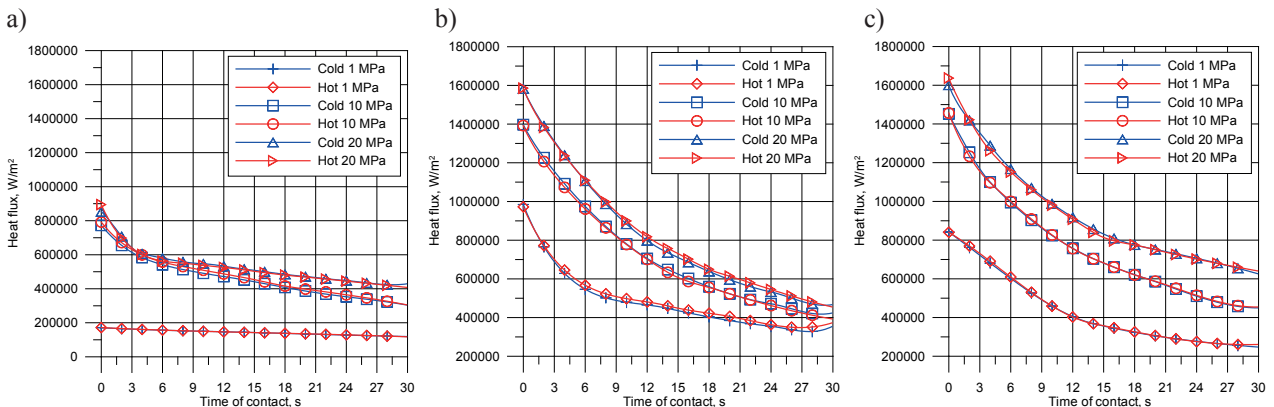 a)
1800000
1600000
1400000
1200000
1000000
800000
600000
400000
200000
0
Heat flux, W/m²
0 3 6 9 12 15 18 21 24 28 30
Time of contact, s
Cold 1 MPa
Hot 1 MPa
Cold 10 MPa
Hot 10 MPa
Cold 20 MPa
Hot 20 MPa
b)
1800000
1600000
1400000
1200000
1000000
800000
600000
400000
200000
Heat flux, W/m²
0 3 6 9 12 15 18 21 24 28 30
Time of contact, s
Cold 1 MPa
Hot 1 MPa
Cold 10 MPa
Hot 10 MPa
Cold 20 MPa
Hot 20 MPa
c)
1800000
1600000
1400000
1200000
1000000
800000
600000
400000
200000
Heat flux, W/m²
0 3 6 9 12 15 18 21 24 28 30
Time of contact, s
Cold 1 MPa
Hot 1 MPa
Cold 10 MPa
Hot 10 MPa
Cold 20 MPa
Hot 20 MPa